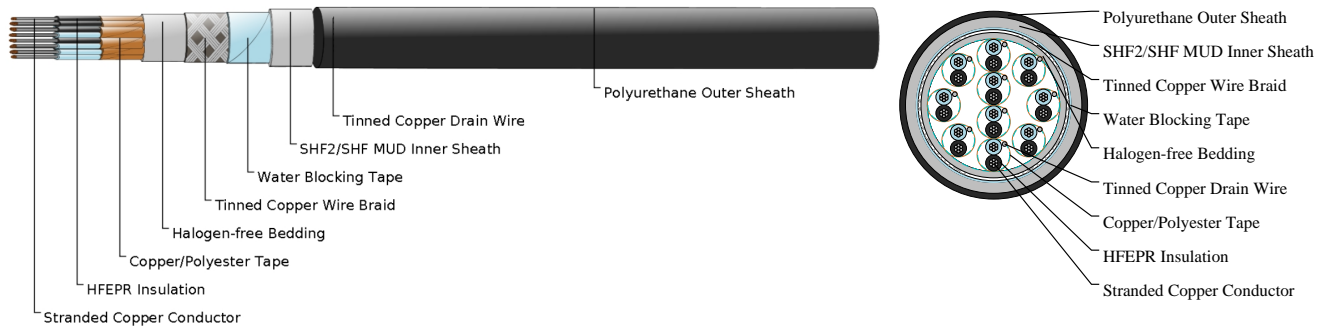 Polyurethane Outer Sheath
Tinned Copper Drain Wire
SHF2/SHF MUD Inner Sheath
Water Blocking Tape
Tinned Copper Wire Braid
Halogen-free Bedding
Copper/Polyester Tape
HFEPR Insulation
Stranded Copper Conductor
Polyurethane Outer Sheath
SHF2/SHF MUD Inner Sheath
Tinned Copper Wire Braid
Water Blocking Tape
Halogen-free Bedding
Tinned Copper Drain Wire
Copper/Polyester Tape
HFEPR Insulation
Stranded Copper Conductor